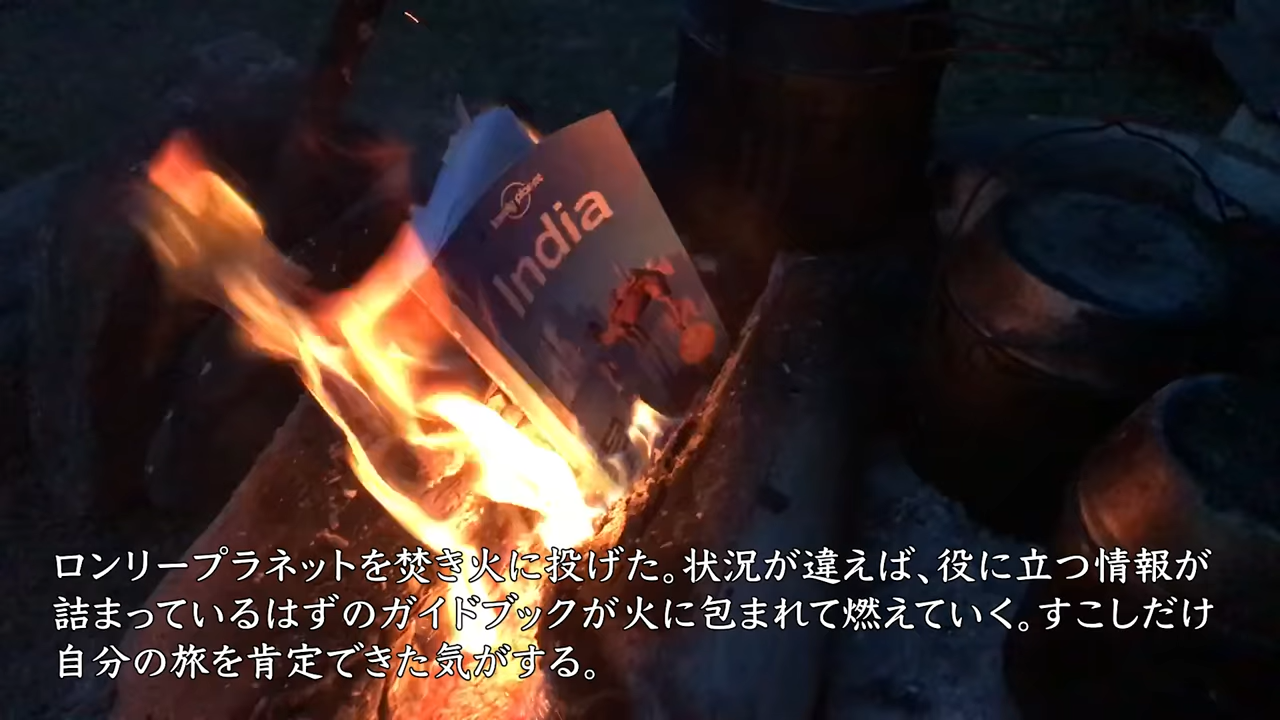 lonely planet
India
ロンリープラネットを焚き火に投げた。状況が違えば、役に立つ情報が
詰まっているはずのガイドブックが火に包まれて燃えていく。すこしだけ
自分の旅を肯定できた気がする。